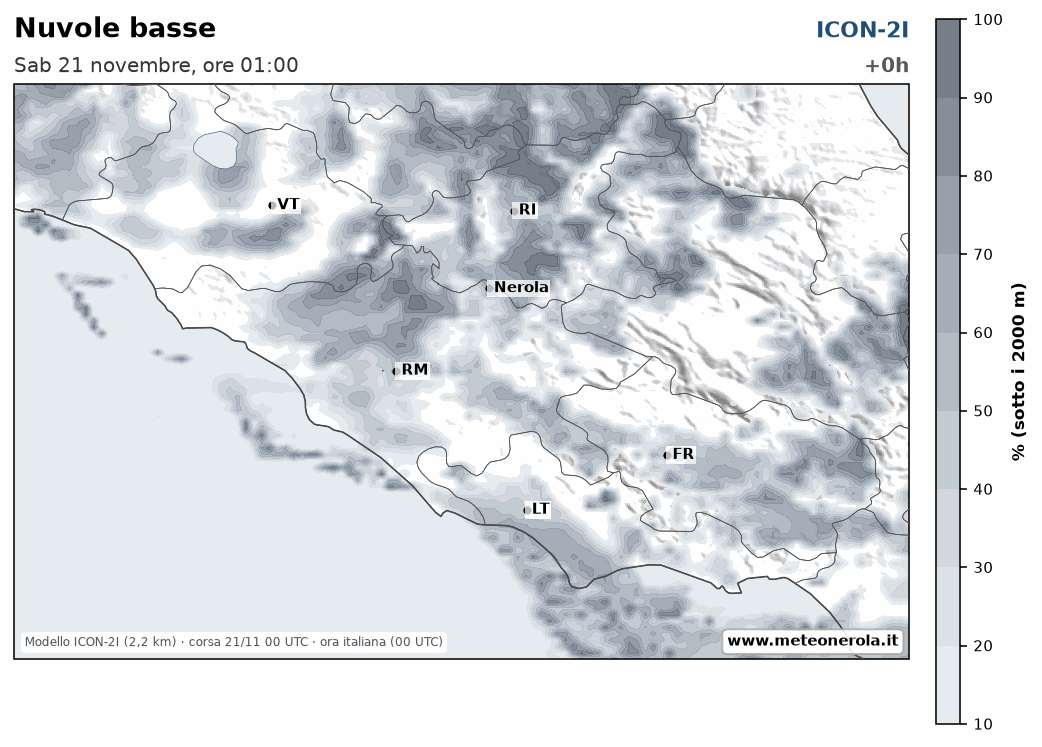 Nuvole basse
ICON-2I
Sab 21 novembre, ore 01:00
+0h
VT
RI
Nerola
RM
FR
LT
Modello ICON-2I (2,2 km) · corsa 21/11 00 UTC · ora italiana (00 UTC)
www.meteonerola.it
100
90
80
70
60
50
40
30
20
10
% (sotto i 2000 m)